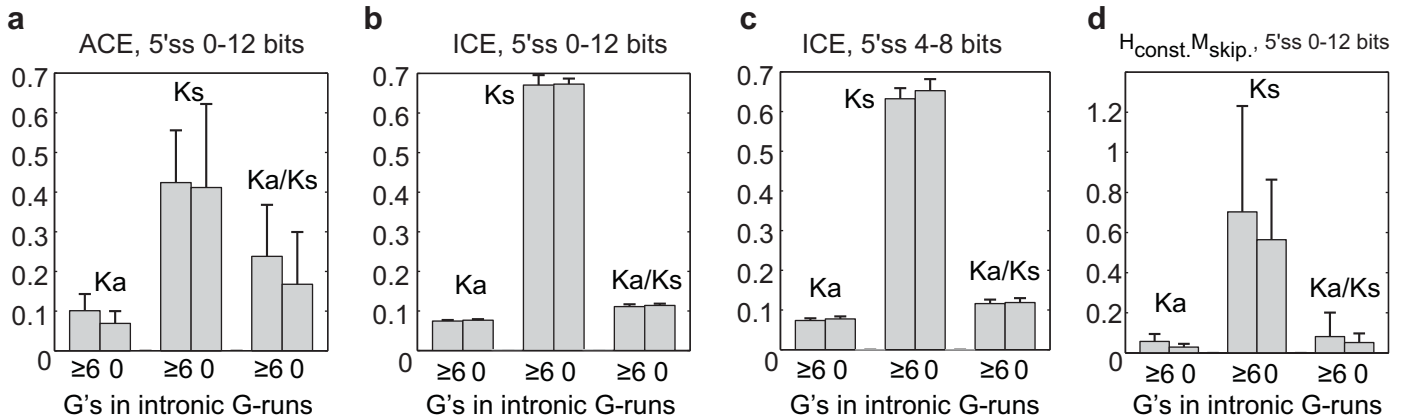 a
ACE, 5'ss 0-12 bits
0.7
0.6
0.5
0.4
0.3
0.2
0.1
0
Ka
Ks
Ka/Ks
≥6 0 ≥6 0 ≥6 0
G's in intronic G-runs
b
ICE, 5'ss 0-12 bits
0.7
0.6
0.5
0.4
0.3
0.2
0.1
0
Ka
Ks
Ka/Ks
≥6 0 ≥6 0 ≥6 0
G's in intronic G-runs
c
ICE, 5'ss 4-8 bits
0.7
0.6
0.5
0.4
0.3
0.2
0.1
0
Ka
Ks
Ka/Ks
≥6 0 ≥6 0 ≥6 0
G's in intronic G-runs
d
Hconst.Mskip., 5'ss 0-12 bits
1.2
1
0.8
0.6
0.4
0.2
0
Ka
Ks
Ka/Ks
≥6 0 ≥60 ≥6 0
G's in intronic G-runs